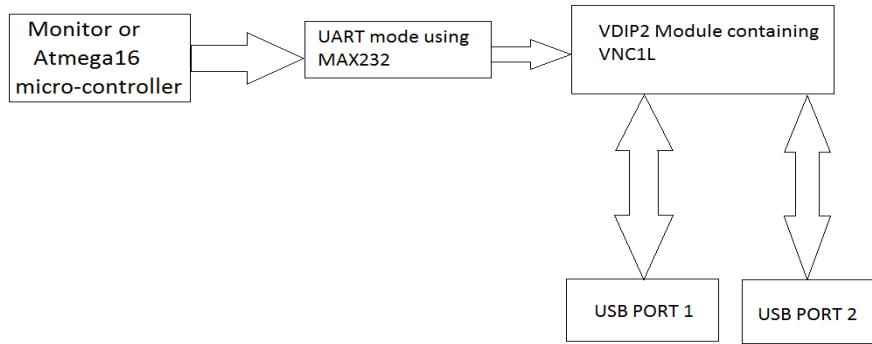 Monitor or
Atmega16
micro-controller
UART mode using
MAX232
VDIP2 Module containing
VNC1L
USB PORT 1
USB PORT 2